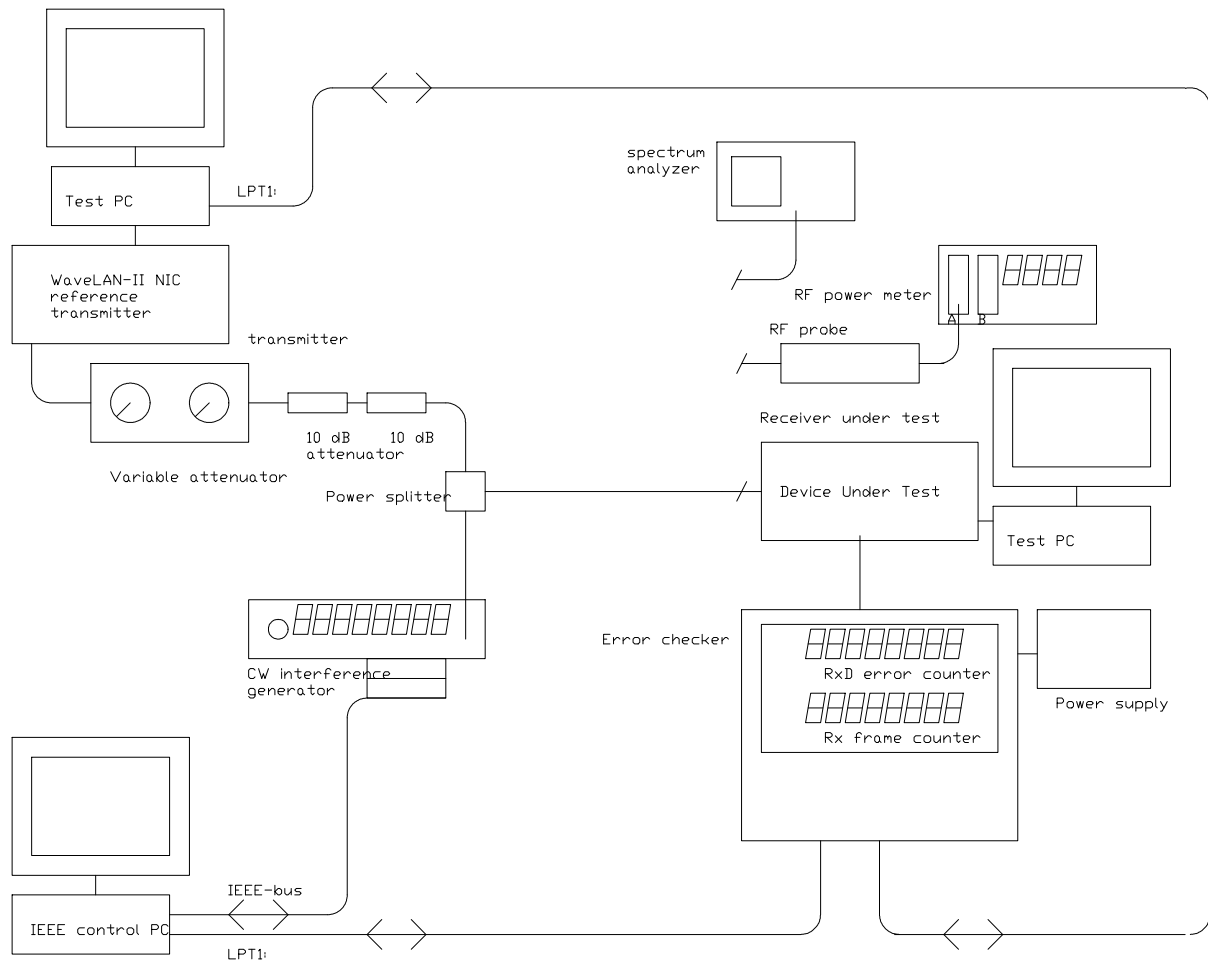 Test PC
LPT1:
WaveLAN-II NIC
reference
transmitter
transmitter
Variable attenuator
10 dB
attenuator
10 dB
Power splitter
spectrum
analyzer
RF power meter
A
B
RF probe
Receiver under test
Device Under Test
Test PC
CW interference
generator
Error checker
RxD error counter
Rx frame counter
Power supply
IEEE-bus
IEEE control PC
LPT1: